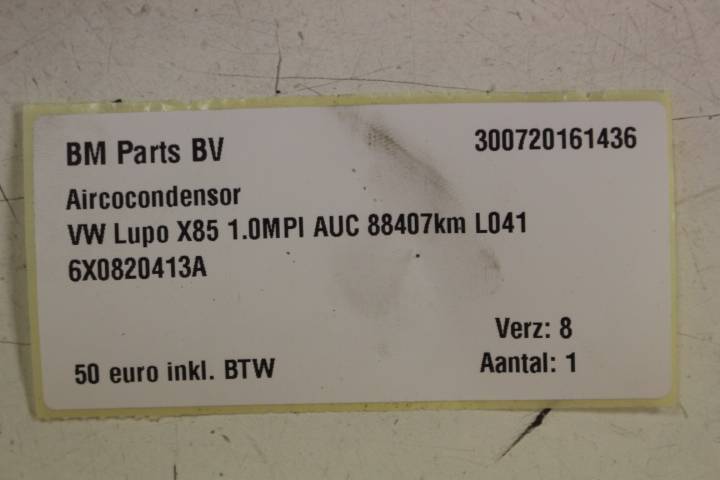 BM Parts BV 300720161436
Aircocondensor
VW Lupo X85 1.0MPI AUC 88407km L041
6X0820413A
Verz: 8
50 euro inkl. BTW Aantal: 1